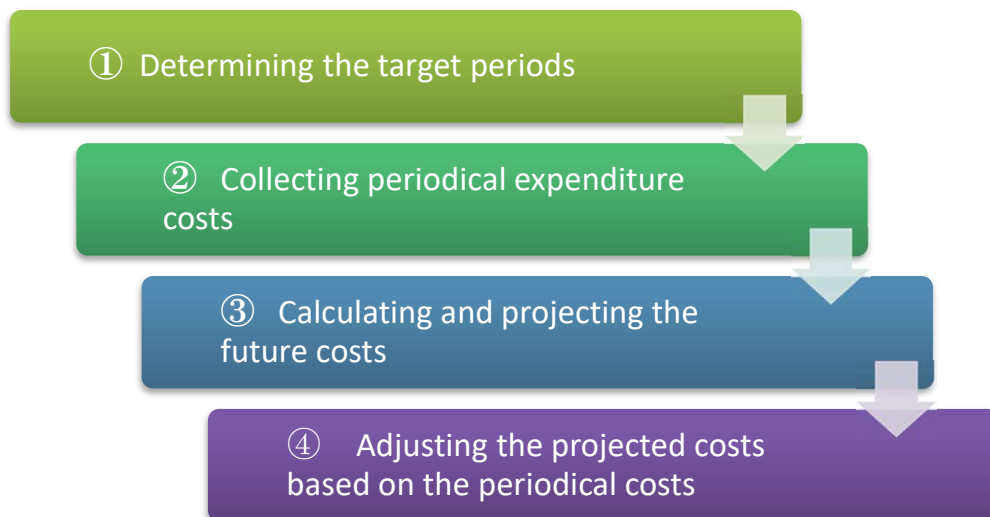 ① Determining the target periods
② Collecting periodical expenditure
costs
③ Calculating and projecting the
future costs
④ Adjusting the projected costs
based on the periodical costs